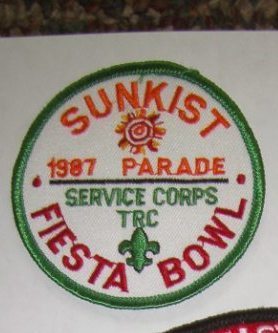 SUNKIST
1987 PARADE
SERVICE CORPS
TRC
FIESTA BOWL